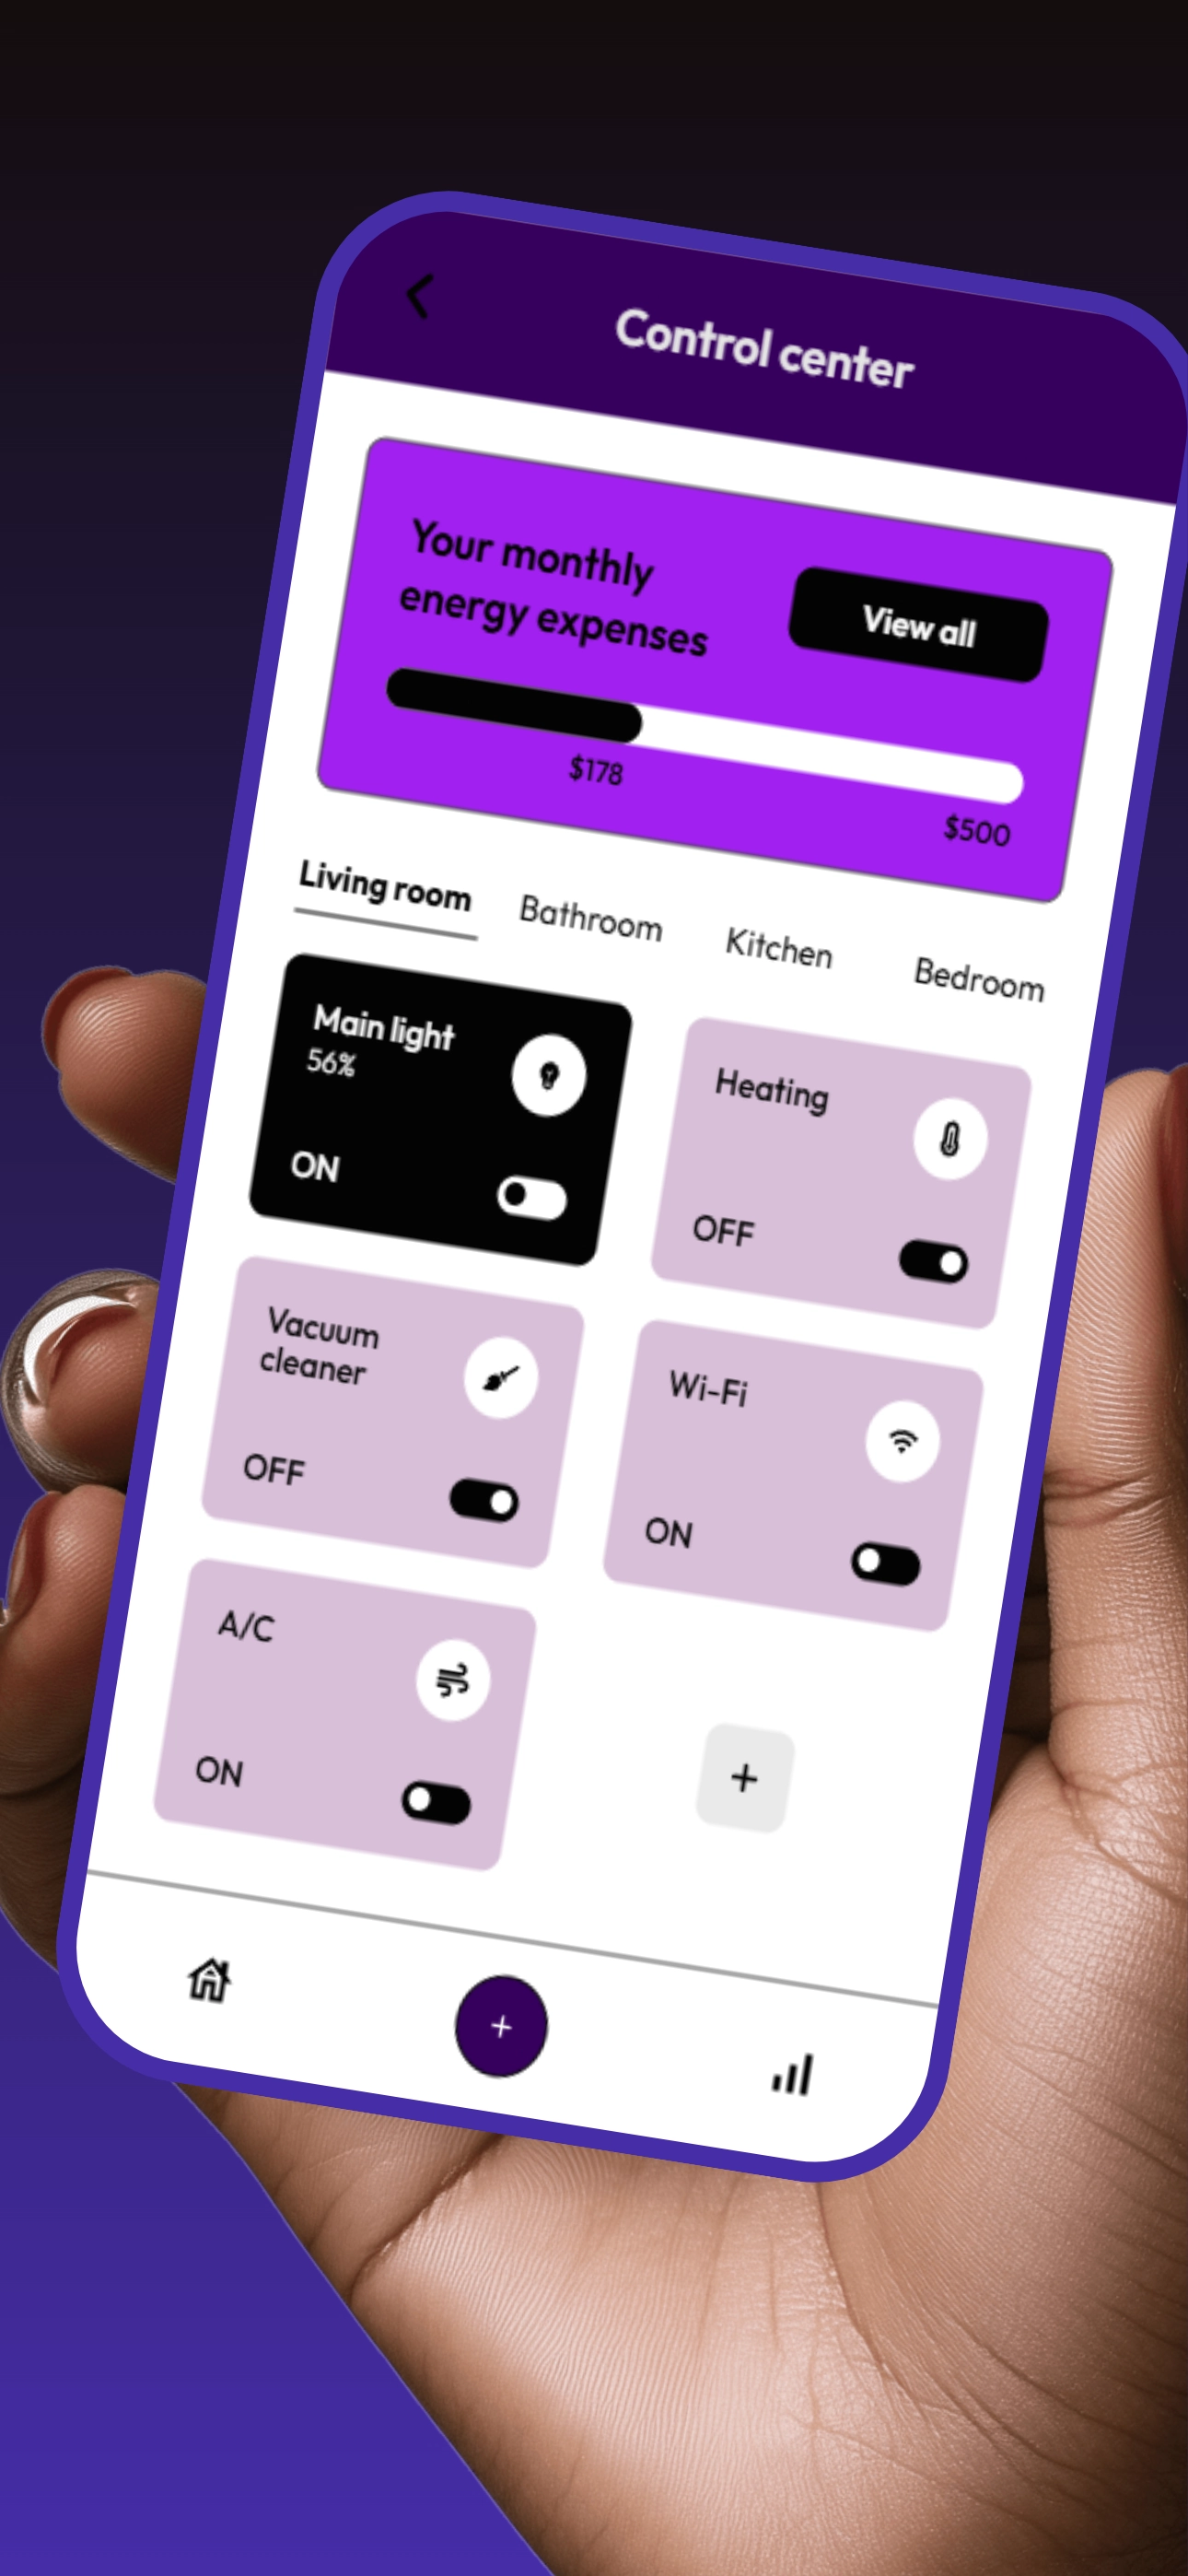 Control center
Your monthly
energy expenses
View all
$178
$500
Living room
Bathroom
Kitchen
Bedroom
Main light
56%
ON
Heating
OFF
Vacuum
cleaner
OFF
Wi-Fi
ON
A/C
ON